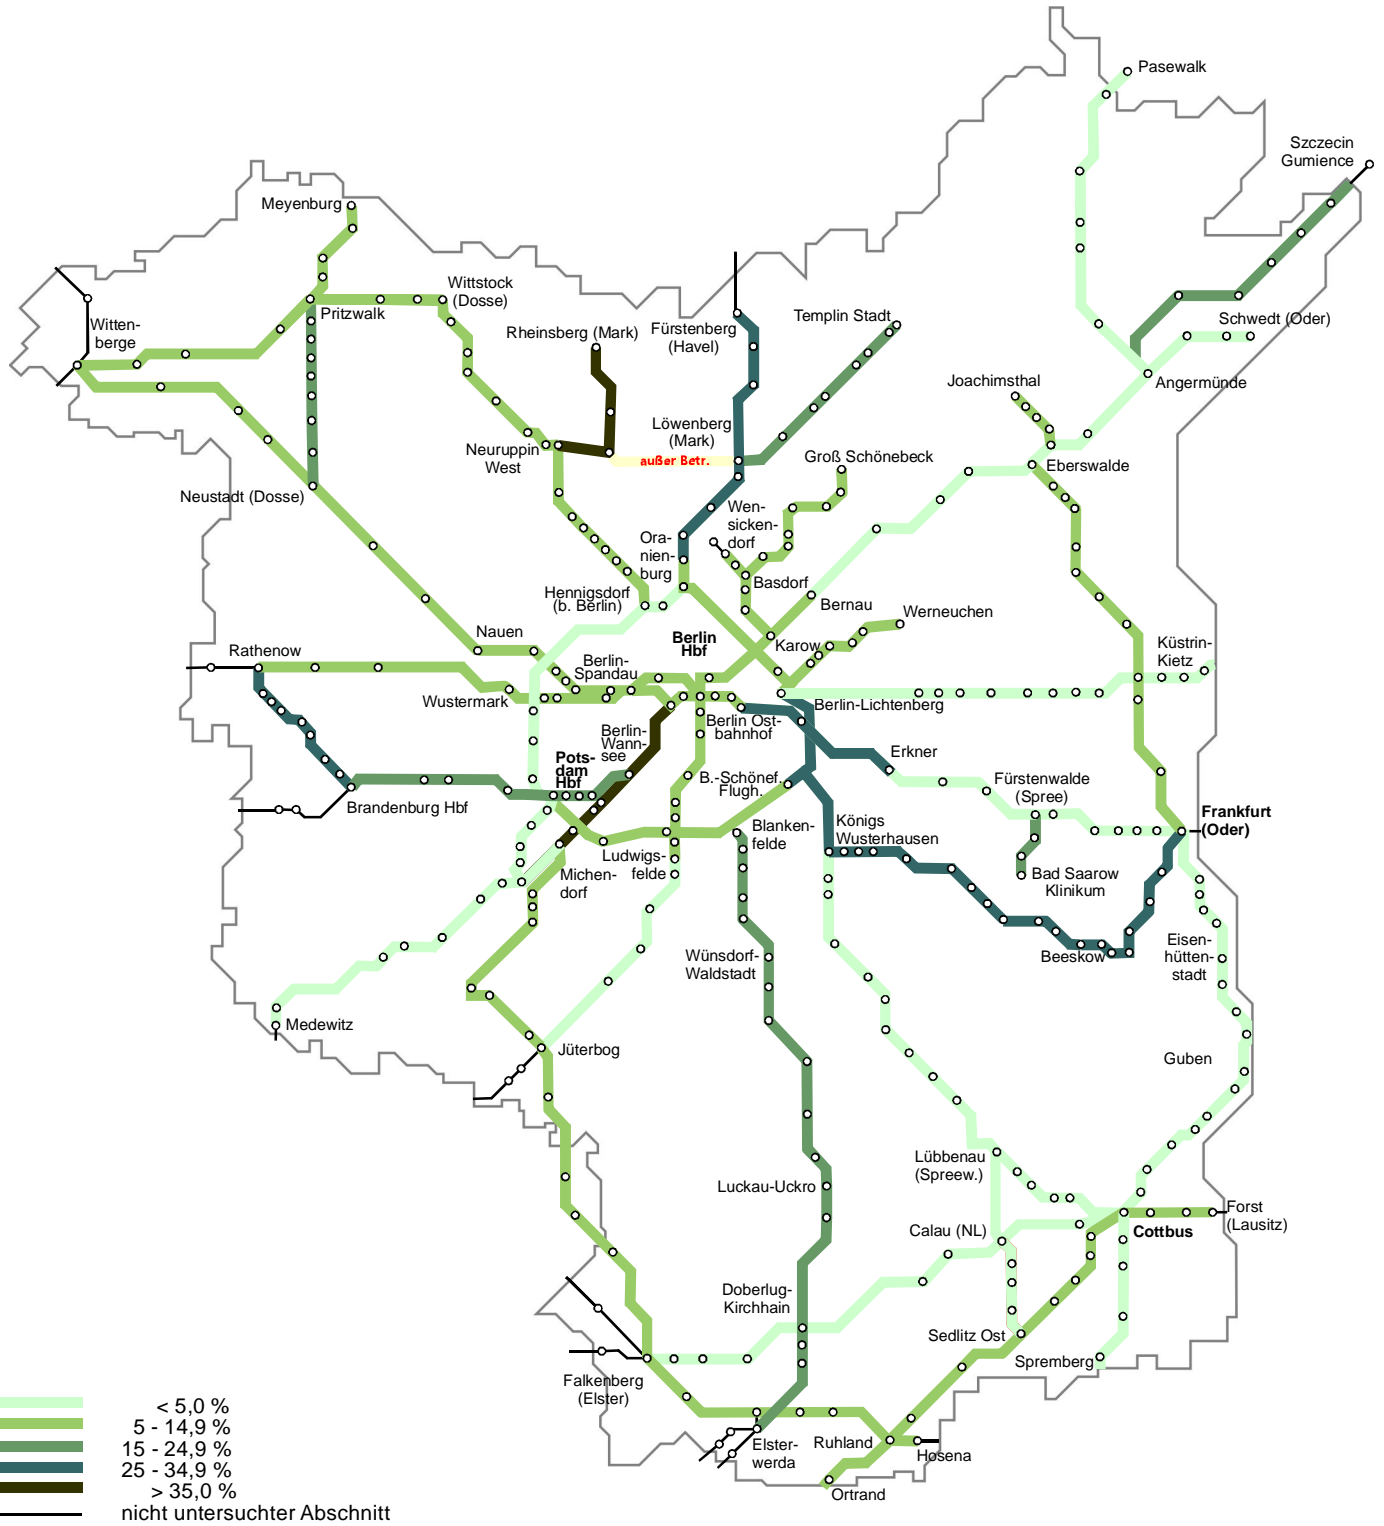 Pasewalk
Szczecin
Gumience
Meyenburg
Wittstock
(Dosse)
Pritzwalk
Witten-
berge
Rheinsberg (Mark)
Fürstenberg
(Havel)
Templin Stadt
Schwedt (Oder)
Angermünde
Joachimsthal
Löwenberg
(Mark)
Neuruppin
West
außer Betr.
Groß Schönebeck
Eberswalde
Neustadt (Dosse)
Wen-
sicken-
dorf
Ora-
nien-
burg
Basdorf
Hennigsdorf
(b. Berlin)
Bernau
Werneuchen
Nauen
Berlin
Hbf
Karow
Küstrin-
Kietz
Rathenow
Berlin-
Spandau
Wustermark
Berlin-Lichtenberg
Berlin Ost-
bahnhof
Berlin-
Wann-
see
Pots-
dam
Hbf
Erkner
B.-Schönef.
Flugh.
Fürstenwalde
(Spree)
Brandenburg Hbf
Frankfurt
(Oder)
Königs
Wusterhausen
Blanken-
felde
Ludwigs-
felde
Michen-
dorf
Bad Saarow
Klinikum
Beeskow
Eisen-
hütten-
stadt
Wünsdorf-
Waldstadt
Medewitz
Jüterbog
Guben
Lübbenau
(Spreew.)
Luckau-Uckro
Forst
(Lausitz)
Calau (NL)
Cottbus
Doberlug-
Kirchhain
Sedlitz Ost
Spremberg
Falkenberg
(Elster)
Elster-
werda
Ruhland
Hosena
Ortrand
< 5,0 %
5 - 14,9 %
15 - 24,9 %
25 - 34,9 %
> 35,0 %
nicht untersuchter Abschnitt